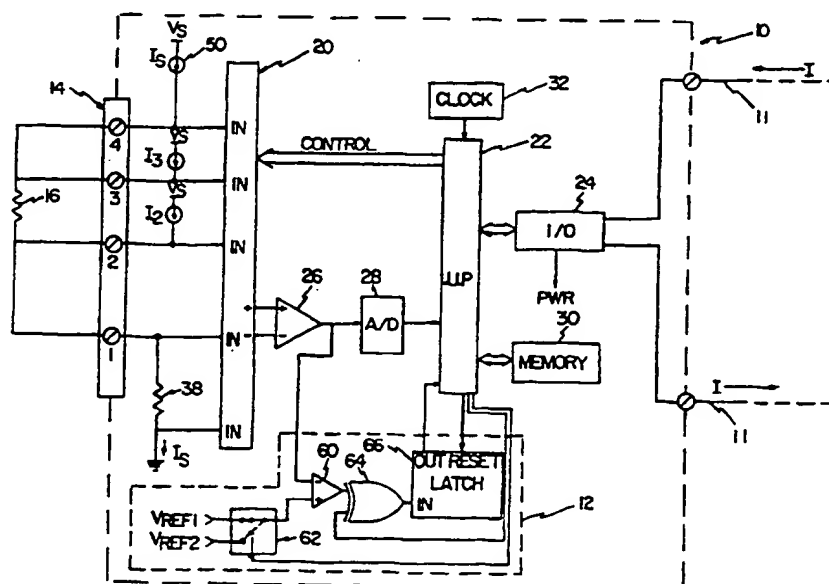 VS
IS
50
20
10
I
14
CLOCK
32
11
4
IN
CONTROL
22
VS
I3
3
IN
24
16
VS
I2
I/O
2
IN
26
28
μP
PWR
30
A/D
MEMORY
1
IN
I
38
66
11
IN
60
64
OUT RESET
LATCH
IS
IN
12
VREF1
VREF2
62